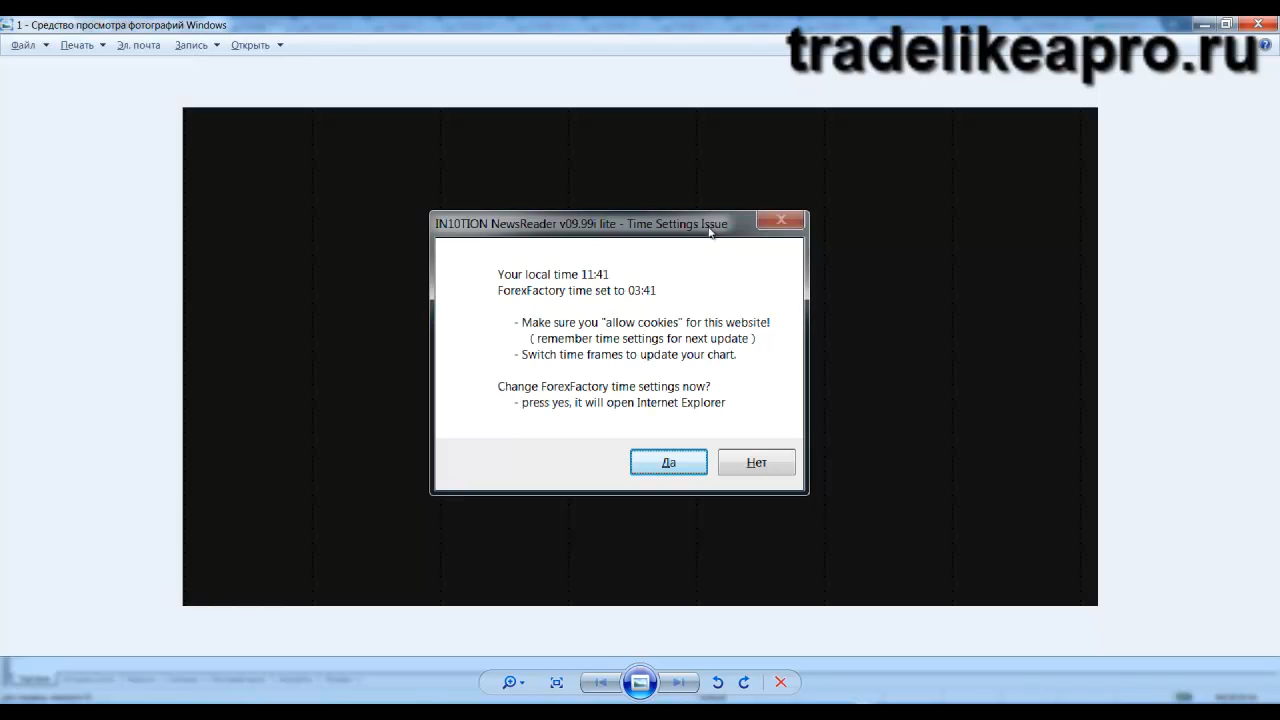 1 - Средство просмотра фотографий Windows
Файл Печать Эл. почта Запись Открыть
tradelikeapro.ru
IN10TION NewsReader v09.99i lite - Time Settings Issue
Your local time 11:41
ForexFactory time set to 03:41
- Make sure you "allow cookies" for this website!
( remember time settings for next update )
- Switch time frames to update your chart.
Change ForexFactory time settings now?
- press yes, it will open Internet Explorer
Да Нет